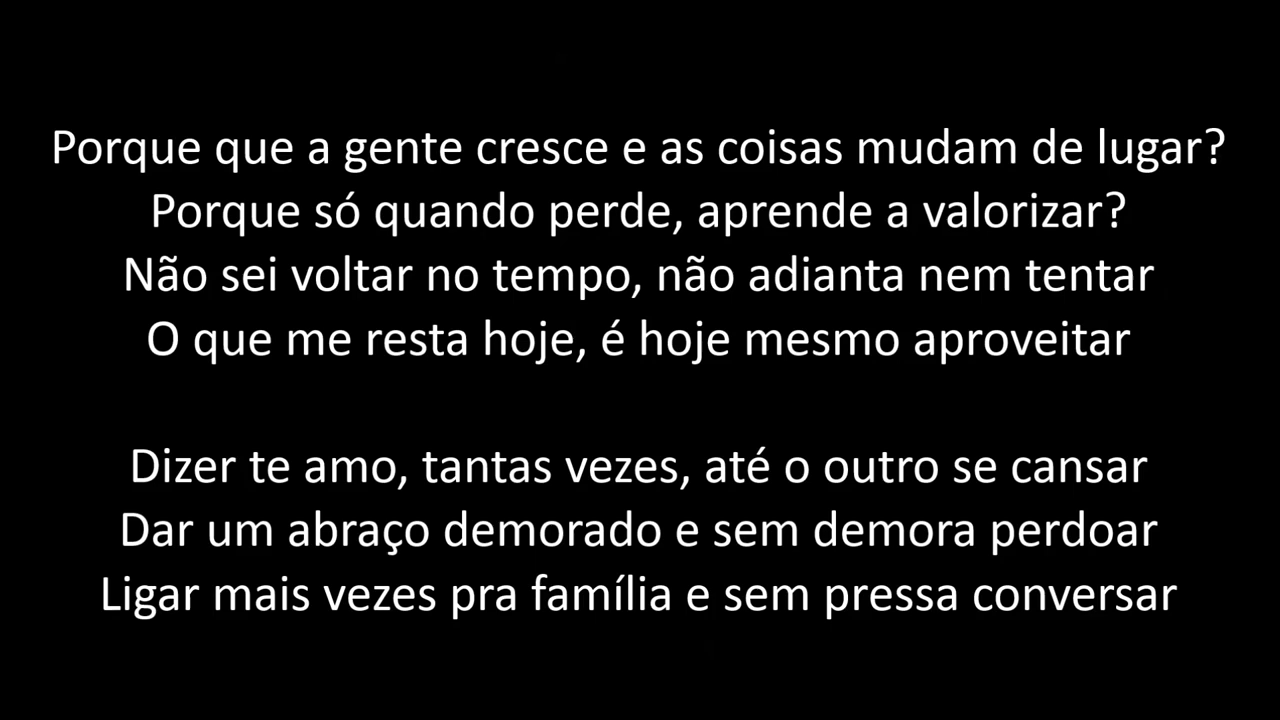 Porque que a gente cresce e as coisas mudam de lugar?
Porque só quando perde, aprende a valorizar?
Não sei voltar no tempo, não adianta nem tentar
O que me resta hoje, é hoje mesmo aproveitar
Dizer te amo, tantas vezes, até o outro se cansar
Dar um abraço demorado e sem demora perdoar
Ligar mais vezes pra família e sem pressa conversar